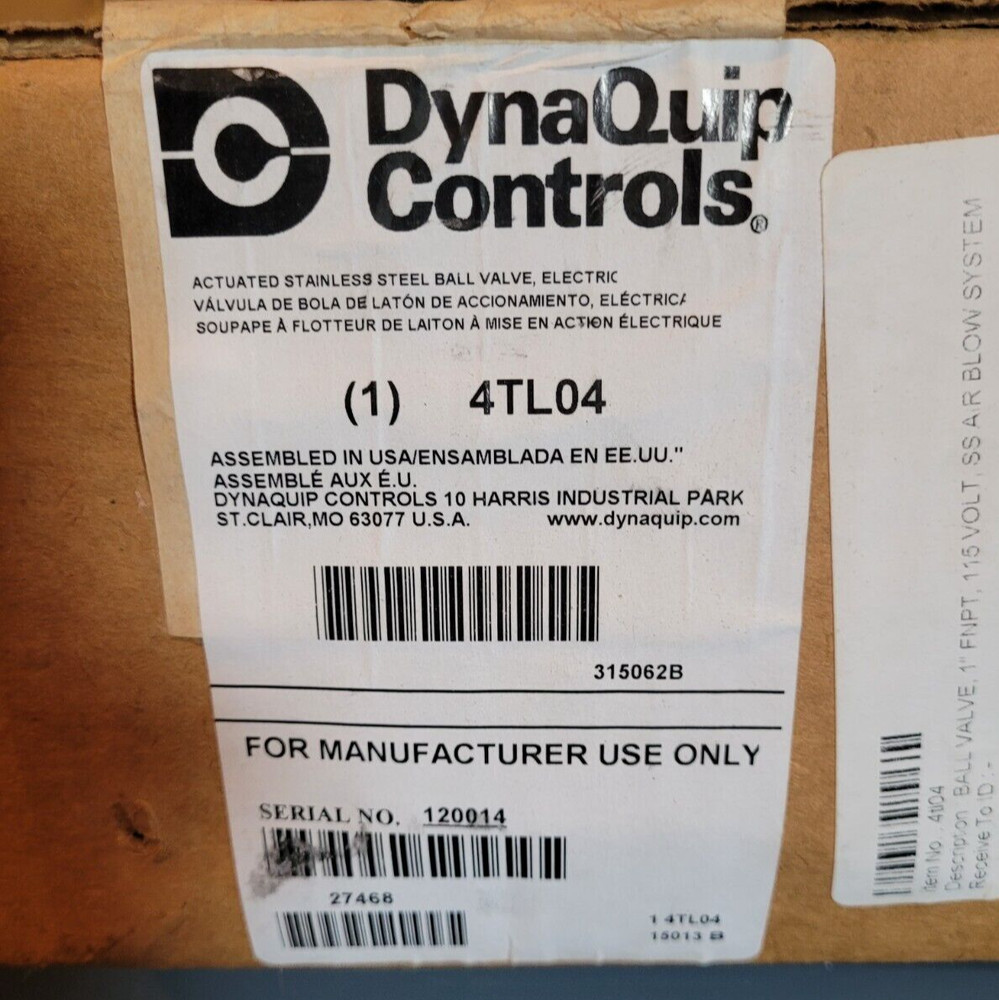 DynaQuip
Controls®
ACTUATED STAINLESS STEEL BALL VALVE, ELECTRIC
VÁLVULA DE BOLA DE LATÓN DE ACCIONAMIENTO, ELÉCTRICA
SOUPAPE À FLOTTEUR DE LAITON À MISE EN ACTION ÉLECTRIQUE
(1) 4TL04
ASSEMBLED IN USA/ENSAMBLADA EN EE.UU."
ASSEMBLÉ AUX É.U.
DYNAQUIP CONTROLS 10 HARRIS INDUSTRIAL PARK
ST.CLAIR,MO 63077 U.S.A. www.dynaquip.com
315062B
FOR MANUFACTURER USE ONLY
SERIAL NO. 120014
27468
1 4TL04
15013 B
Item No.: 4104
Description: BALL VALVE, 1" FNPT, 115 VOLT, SS AIR BLOW SYSTEM
Receive To ID: -